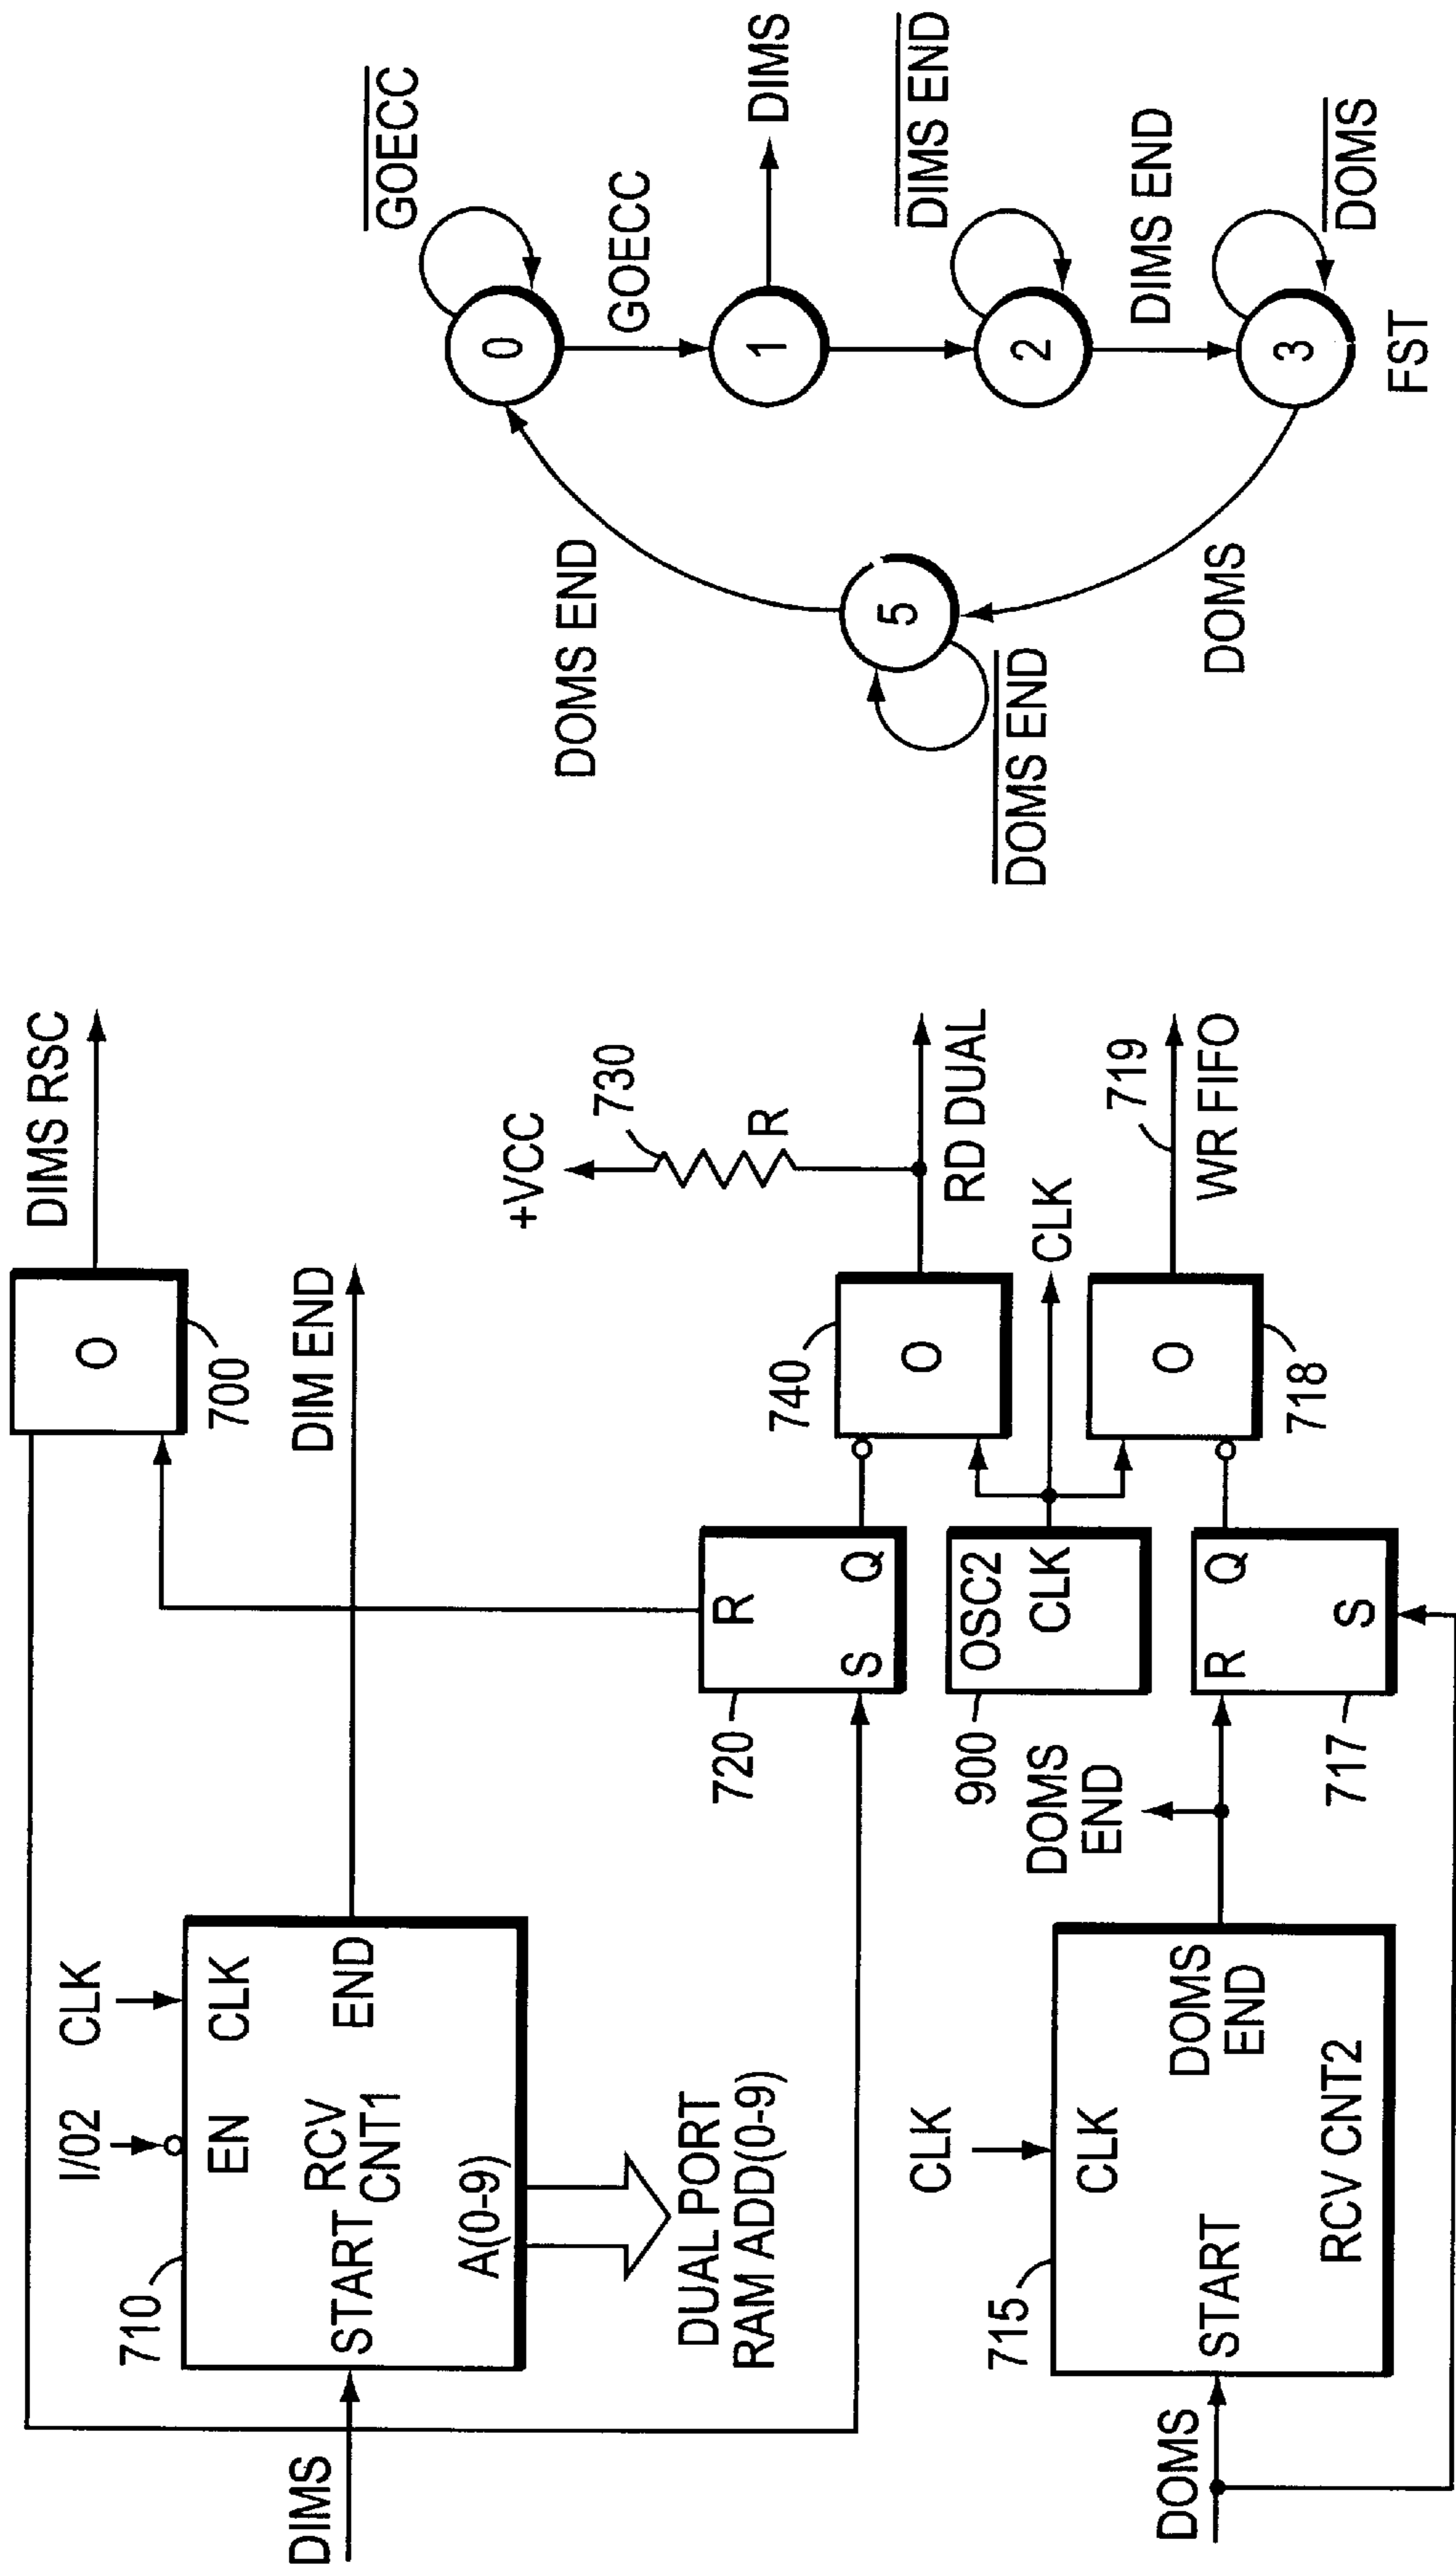 DIMS
710
I/02
CLK
EN
CLK
START
RCV
CNT1
END
A(0-9)
DUAL PORT
RAM ADD(0-9)
DIM END
O
700
DIMS RSC
720
R
S
Q
+VCC
730
R
740
O
RD DUAL
900
OSC2
CLK
CLK
DOMS
715
CLK
START
CLK
DOMS
END
RCV CNT2
DOMS
END
R
Q
S
717
O
718
719
WR FIFO
GOECC
0
GOECC
1
DIMS
DIMS END
2
DIMS END
DOMS
3
FST
DOMS
5
DOMS END
DOMS END